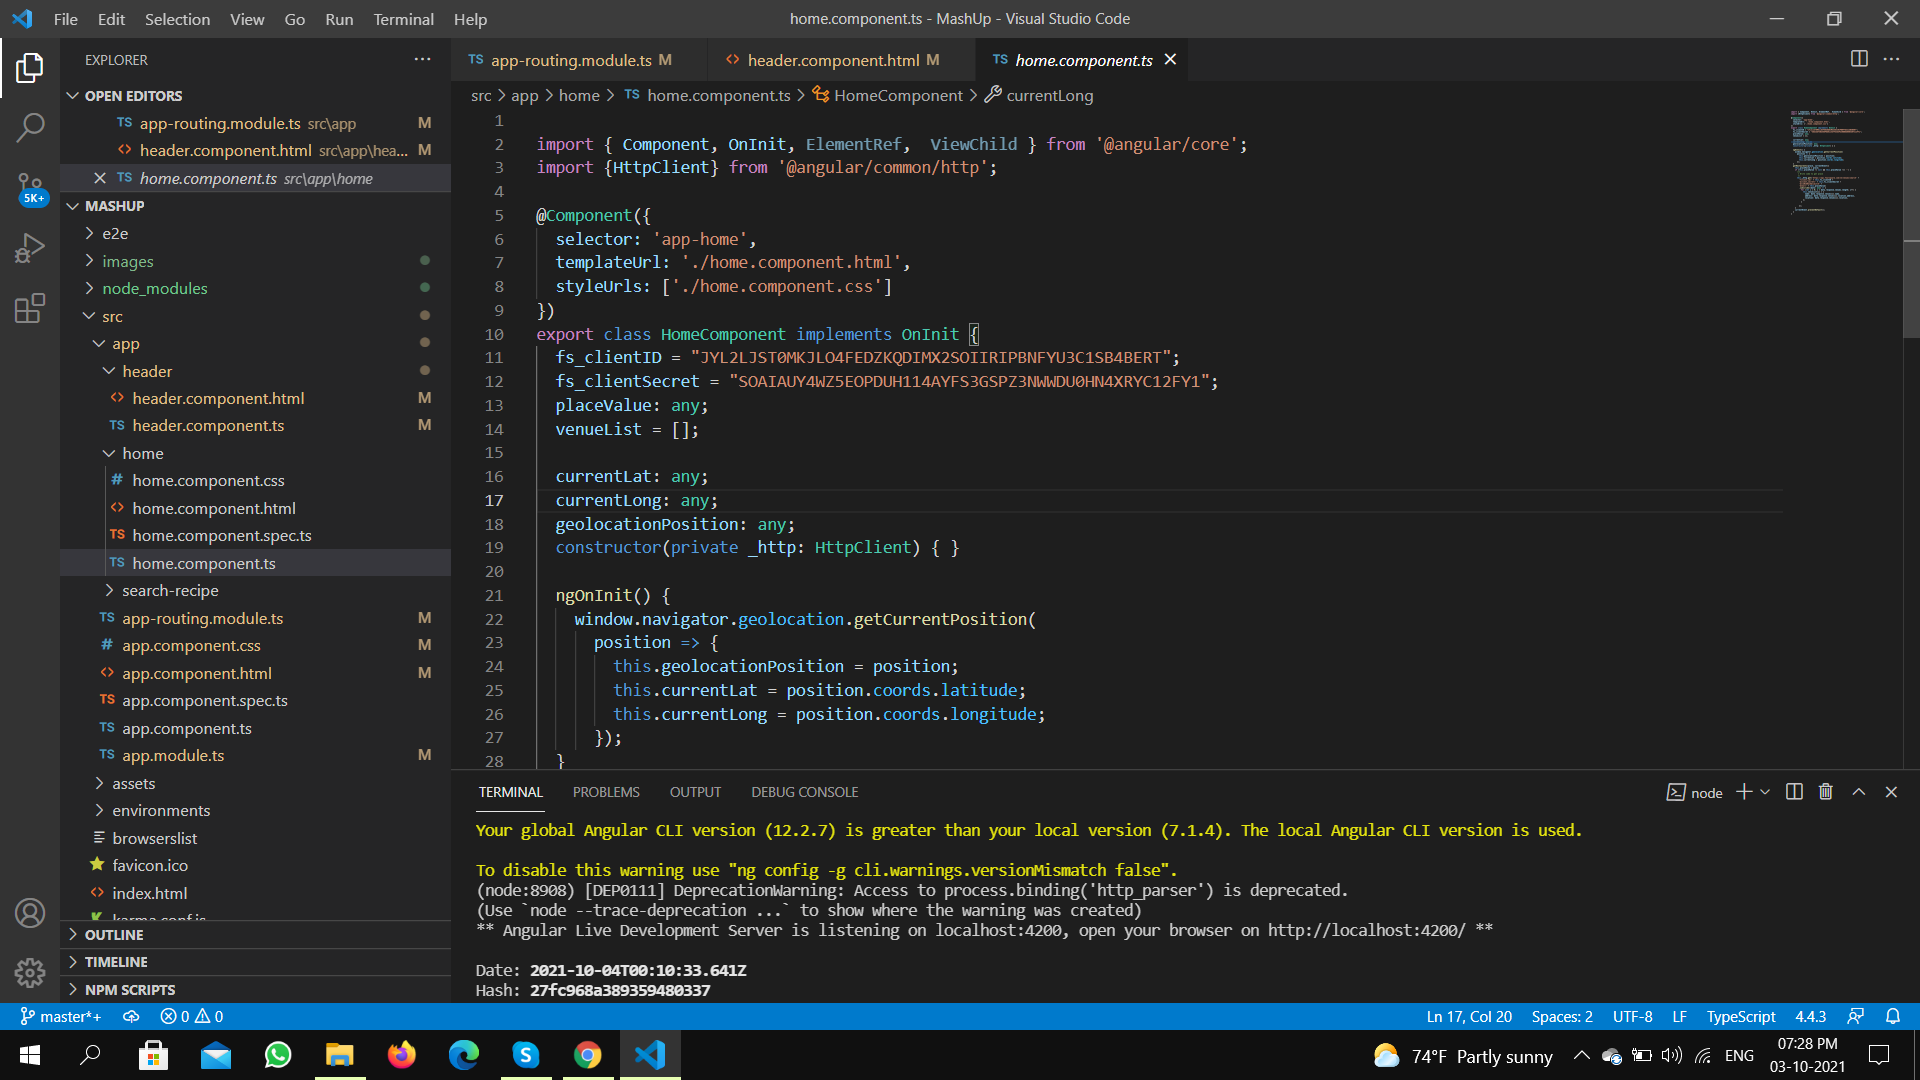 File Edit Selection View Go Run Terminal Help
home.component.ts - MashUp - Visual Studio Code
EXPLORER
OPEN EDITORS
TS app-routing.module.ts src\app M
<> header.component.html src\app\hea... M
TS home.component.ts src\app\home
5K+
MASHUP
e2e
images
node_modules
src
app
header
<> header.component.html M
TS header.component.ts M
home
# home.component.css
<> home.component.html
TS home.component.spec.ts
TS home.component.ts
search-recipe
TS app-routing.module.ts M
# app.component.css M
<> app.component.html M
TS app.component.spec.ts
TS app.component.ts
TS app.module.ts M
assets
environments
browserslist
favicon.ico
<> index.html
karma.conf.js
OUTLINE
TIMELINE
NPM SCRIPTS
TS app-routing.module.ts M
<> header.component.html M
TS home.component.ts
src > app > home > TS home.component.ts > HomeComponent > currentLong
1
2 import { Component, OnInit, ElementRef,  ViewChild } from '@angular/core';
3 import {HttpClient} from '@angular/common/http';
4
5 @Component({
6   selector: 'app-home',
7   templateUrl: './home.component.html',
8   styleUrls: ['./home.component.css']
9 })
10 export class HomeComponent implements OnInit {
11   fs_clientID = "JYL2LJST0MKJLO4FEDZKQDIMX2SOIIRIPBNFYU3C1SB4BERT";
12   fs_clientSecret = "SOAIAUY4WZ5EOPDUH114AYFS3GSPZ3NWWDU0HN4XRYC12FY1";
13   placeValue: any;
14   venueList = [];
15
16   currentLat: any;
17   currentLong: any;
18   geolocationPosition: any;
19   constructor(private _http: HttpClient) { }
20
21   ngOnInit() {
22     window.navigator.geolocation.getCurrentPosition(
23       position => {
24         this.geolocationPosition = position;
25         this.currentLat = position.coords.latitude;
26         this.currentLong = position.coords.longitude;
27       });
28   }
TERMINAL PROBLEMS OUTPUT DEBUG CONSOLE
node
Your global Angular CLI version (12.2.7) is greater than your local version (7.1.4). The local Angular CLI version is used.
To disable this warning use "ng config -g cli.warnings.versionMismatch false".
(node:8908) [DEP0111] DeprecationWarning: Access to process.binding('http_parser') is deprecated.
(Use `node --trace-deprecation ...` to show where the warning was created)
** Angular Live Development Server is listening on localhost:4200, open your browser on http://localhost:4200/ **
Date: 2021-10-04T00:10:33.641Z
Hash: 27fc968a389359480337
master*+ 0 0
Ln 17, Col 20 Spaces: 2 UTF-8 LF TypeScript 4.4.3
74°F Partly sunny
ENG
07:28 PM
03-10-2021